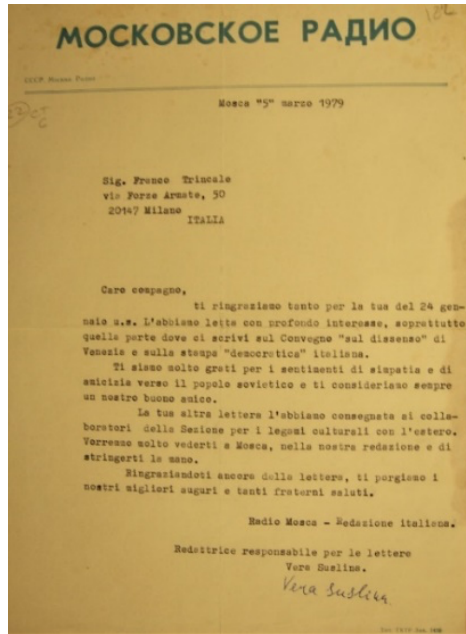 МОСКОВСКОЕ РАДИО
СССР Москва Радио
Mosca "5" marzo 1979
Sig. Franco Trincale
via Forze Armate, 50
20147 Milano
ITALIA
Caro compagno,
ti ringraziamo tanto per la tua del 24 gen-
naio u.s. L'abbiamo letta con profondo interesse, soprattutto
quella parte dove ci scrivi sul Convegno "sul dissenso" di
Venezia e sulla stampa "democratica" italiana.
Ti siamo molto grati per i sentimenti di simpatia e di
amicizia verso il popolo sovietico e ti consideriamo sempre
un nostro buono amico.
La tua altra lettera l'abbiamo consegnata ai colla-
boratori della Sezione per i legami culturali con l'estero.
Vorremmo molto vederti a Mosca, nella nostra redazione e di
stringerti la mano.
Ringraziandoti ancora della lettera, ti porgiamo i
nostri migliori auguri e tanti fraterni saluti.
Radio Mosca - Redazione italiana.
Redattrice responsabile per le lettere
Vera Suslina.
Vera Suslina